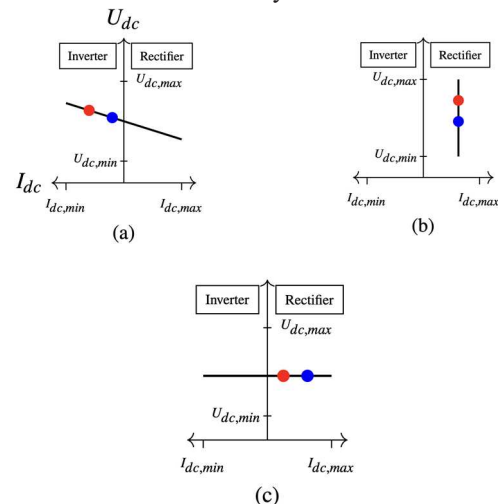 U_dc
Inverter Rectifier
U_dc,max
U_dc,min
I_dc
I_dc,min I_dc,max
(a)
Inverter Rectifier
U_dc,max
U_dc,min
I_dc,min I_dc,max
(b)
Inverter Rectifier
U_dc,max
U_dc,min
I_dc,min I_dc,max
(c)